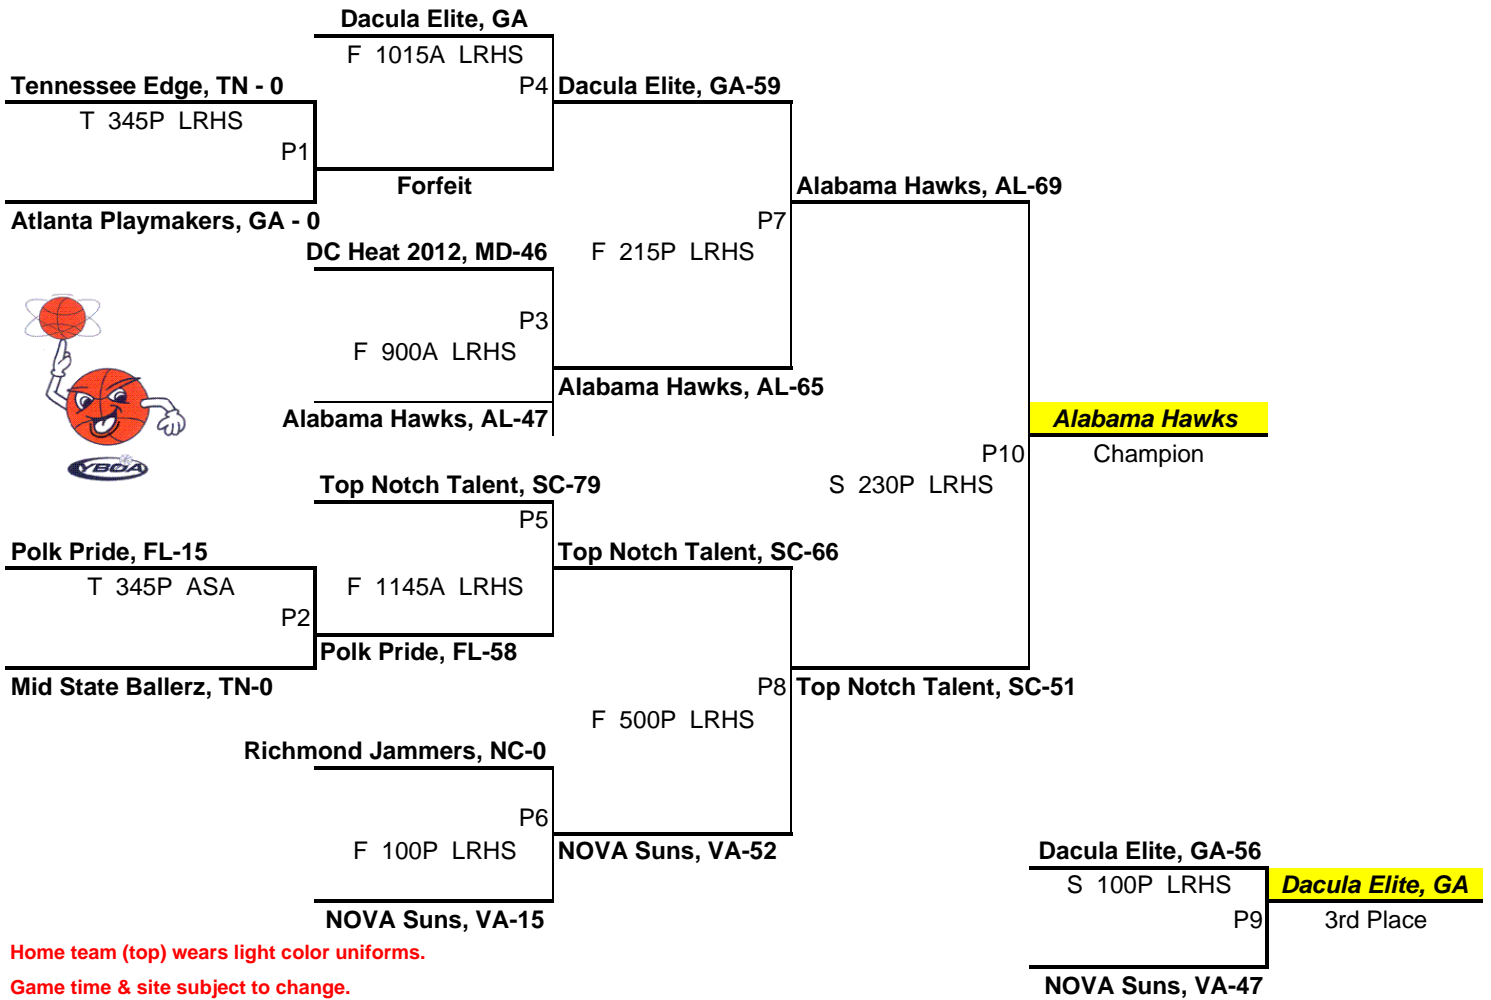 Dacula Elite, GA
F 1015A LRHS
Tennessee Edge, TN - 0
P4
Dacula Elite, GA-59
T 345P LRHS
P1
Forfeit
Alabama Hawks, AL-69
Atlanta Playmakers, GA - 0
P7
DC Heat 2012, MD-46
F 215P LRHS
P3
F 900A LRHS
Alabama Hawks, AL-65
Alabama Hawks, AL-47
Alabama Hawks
P10
Champion
YBOA
Top Notch Talent, SC-79
S 230P LRHS
P5
Polk Pride, FL-15
Top Notch Talent, SC-66
T 345P ASA
F 1145A LRHS
P2
Polk Pride, FL-58
Mid State Ballerz, TN-0
P8
Top Notch Talent, SC-51
F 500P LRHS
Richmond Jammers, NC-0
P6
F 100P LRHS
NOVA Suns, VA-52
Dacula Elite, GA-56
S 100P LRHS
Dacula Elite, GA
NOVA Suns, VA-15
P9
3rd Place
Home team (top) wears light color uniforms.
Game time & site subject to change.
NOVA Suns, VA-47